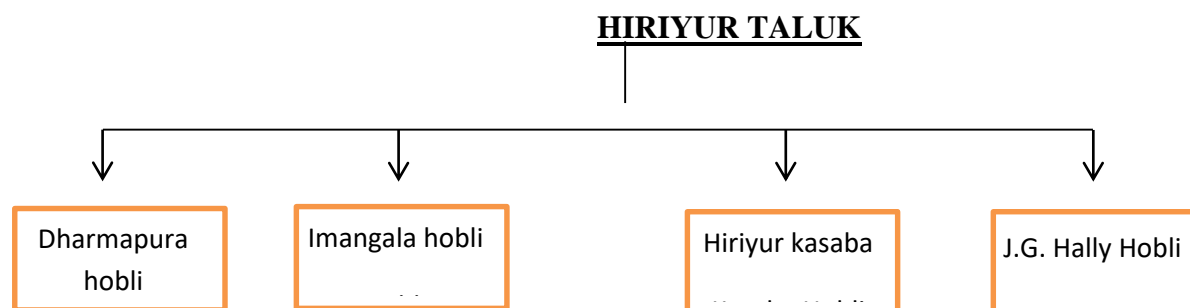 HIRIYUR TALUK
Dharmapura
hobli
Imangala hobli
Hiriyur kasaba
J.G. Hally Hobli